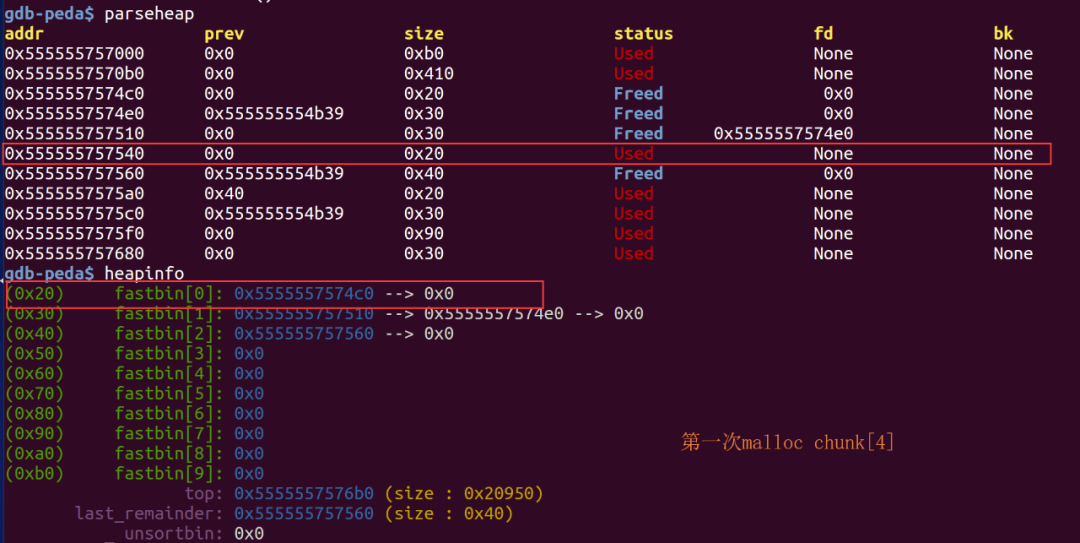 gdb-peda$ parseheap
addr prev size status fd bk
0x555555757000 0x0 0xb0 Used None None
0x5555557570b0 0x0 0x410 Used None None
0x5555557574c0 0x0 0x20 Freed 0x0 None
0x5555557574e0 0x555555554b39 0x30 Freed 0x0 None
0x555555757510 0x0 0x30 Freed 0x5555557574e0 None
0x555555757540 0x0 0x20 Used None None
0x555555757560 0x555555554b39 0x40 Freed 0x0 None
0x5555557575a0 0x40 0x20 Used None None
0x5555557575c0 0x555555554b39 0x30 Used None None
0x5555557575f0 0x0 0x90 Used None None
0x555555757680 0x0 0x30 Used None None
gdb-peda$ heapinfo
(0x20) fastbin[0]: 0x5555557574c0 --> 0x0
(0x30) fastbin[1]: 0x555555757510 --> 0x5555557574e0 --> 0x0
(0x40) fastbin[2]: 0x555555757560 --> 0x0
(0x50) fastbin[3]: 0x0
(0x60) fastbin[4]: 0x0
(0x70) fastbin[5]: 0x0
(0x80) fastbin[6]: 0x0
(0x90) fastbin[7]: 0x0
(0xa0) fastbin[8]: 0x0
(0xb0) fastbin[9]: 0x0
第一次malloc chunk[4]
top: 0x5555557576b0 (size : 0x20950)
last_remainder: 0x555555757560 (size : 0x40)
unsortbin: 0x0